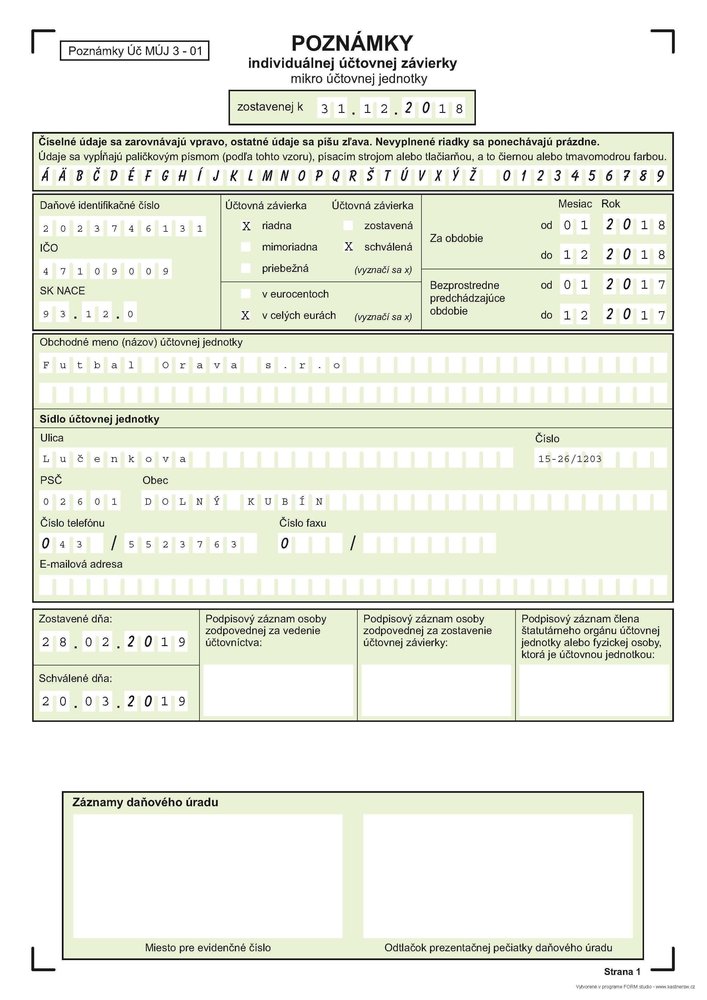 Poznámky Úč MÚJ 3 - 01
POZNÁMKY
individuálnej účtovnej závierky
mikro účtovnej jednotky
zostavenej k 31.12.2018
Číselné údaje sa zarovnávajú vpravo, ostatné údaje sa píšu zľava. Nevyplnené riadky sa ponechávajú prázdne.
Údaje sa vypĺňajú paličkovým písmom (podľa tohto vzoru), písacím strojom alebo tlačiarňou, a to čiernou alebo tmavomodrou farbou.
Á Ä B Č D É F G H Í J K L M N O P Q R Š T Ú V X Ý Ž 0 1 2 3 4 5 6 7 8 9
Daňové identifikačné číslo
2023746131
IČO
47109009
SK NACE
93.12.0
Účtovná závierka
X riadna
mimoriadna
priebežná
Účtovná závierka
zostavená
X schválená
(vyznačí sa x)
v eurocentoch
X v celých eurách (vyznačí sa x)
Mesiac Rok
Za obdobie
od 01 2018
do 12 2018
Bezprostredne
predchádzajúce
obdobie
od 01 2017
do 12 2017
Obchodné meno (názov) účtovnej jednotky
Futbal Orava s.r.o
Sídlo účtovnej jednotky
Ulica Číslo
Lučenkova 15-26/1203
PSČ Obec
02601 DOLNÝ KUBÍN
Číslo telefónu Číslo faxu
043 / 5523763 0 /
E-mailová adresa
Zostavené dňa:
28.02.2019
Schválené dňa:
20.03.2019
Podpisový záznam osoby
zodpovednej za vedenie
účtovníctva:
Podpisový záznam osoby
zodpovednej za zostavenie
účtovnej závierky:
Podpisový záznam člena
štatutárneho orgánu účtovnej
jednotky alebo fyzickej osoby,
ktorá je účtovnou jednotkou:
Záznamy daňového úradu
Miesto pre evidenčné číslo
Odtlačok prezentačnej pečiatky daňového úradu
Strana 1
Vytvorené v programe FORM studio - www.kastnersw.cz